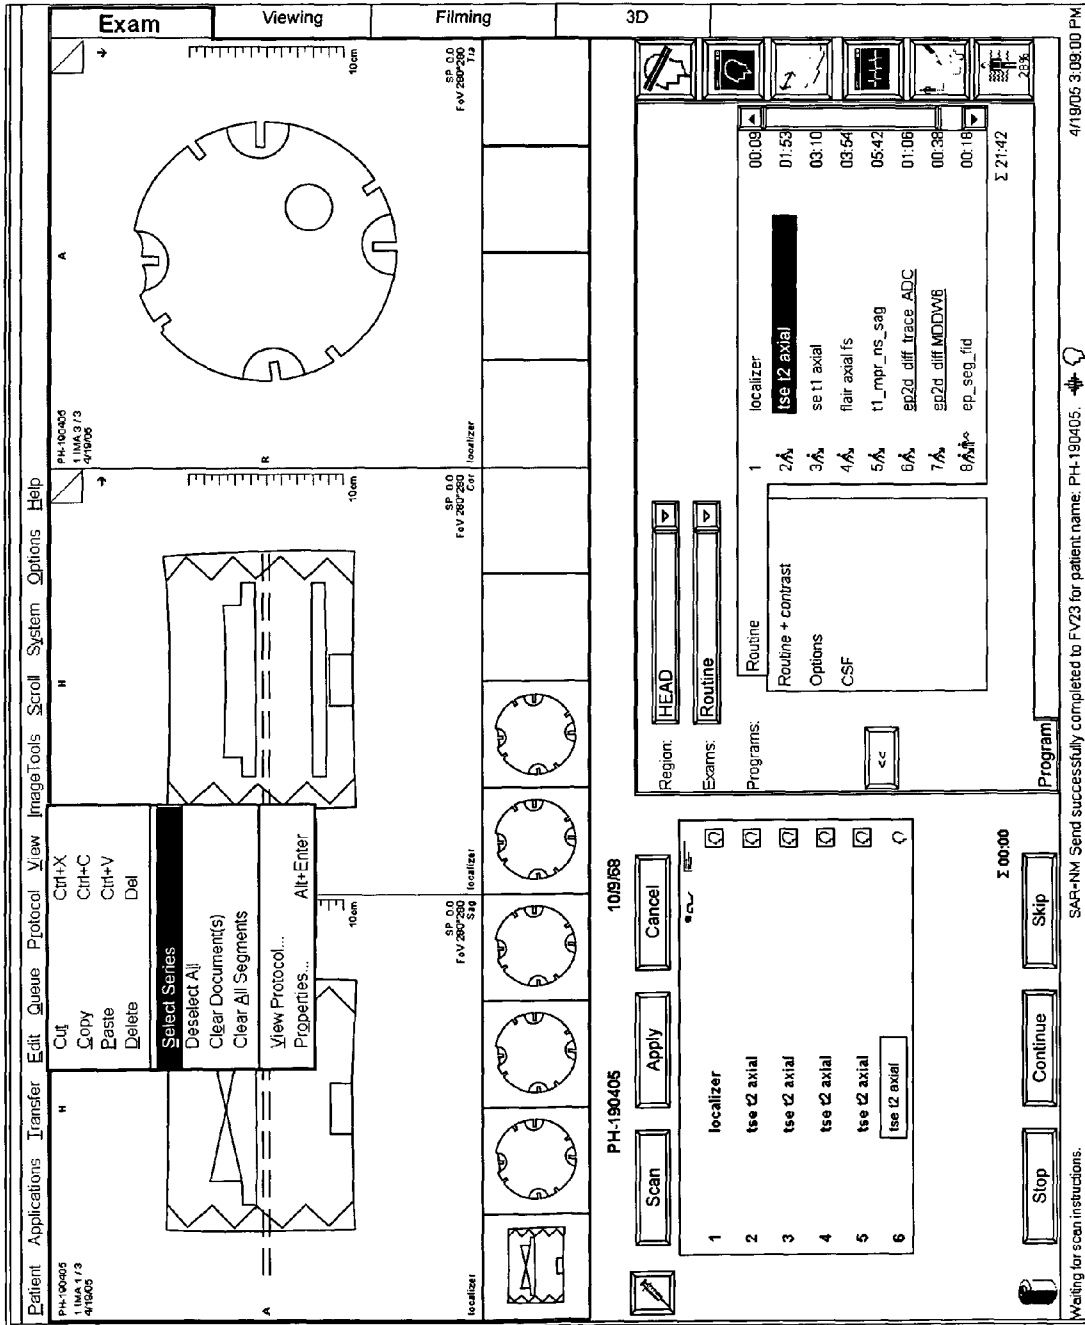 Patient Applications Transfer Edit Queue Protocol View ImageTools Scroll System Options Help
Cut Ctrl+X
Copy Ctrl+C
Paste Ctrl+V
Delete Del
Select Series
Deselect All
Clear Document(s)
Clear All Segments
View Protocol... Alt+Enter
Properties...
PH-190405
1 IMA 1 / 3
4/19/05
H
A
10cm
SP 0.0
Sag
FoV 280*280
localizer
H
10cm
SP 0.0
Cor
FoV 280*280
localizer
PH-190405
1 IMA 3 / 3
4/19/05
A
R
10cm
SP 0.0
Tra
FoV 280*280
localizer
Exam
Viewing
Filming
3D
PH-190405 10/9/68
Scan Apply Cancel
1 localizer
2 tse t2 axial
3 tse t2 axial
4 tse t2 axial
5 tse t2 axial
6 tse t2 axial
Σ 00:00
Stop Continue Skip
Region: HEAD
Exams: Routine
Programs:
Routine
Routine + contrast
Options
CSF
<<
1 localizer 00:09
2 tse t2 axial 01:53
3 se t1 axial 03:10
4 flair axial fs 03:54
5 t1_mpr_ns_sag 05:42
6 ep2d_diff_trace_ADC 01:06
7 ep2d_diff MDDW6 00:38
8 ep_seg_fid 00:18
Σ 21:42
Program
28%
Waiting for scan instructions. SAR=NM Send successfully completed to FV23 for patient name: PH-190405. 4/19/05 3:09:00 PM